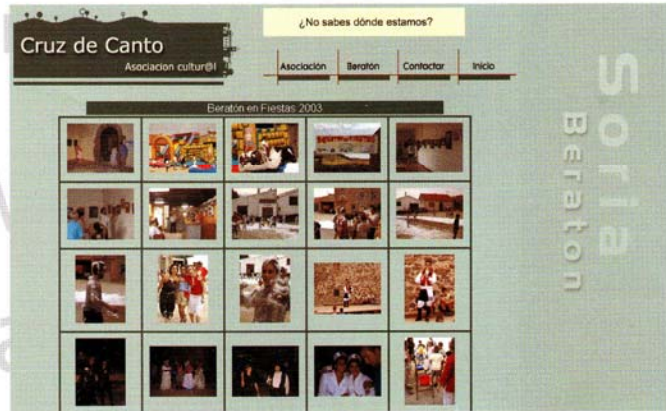 ¿No sabes dónde estamos?
Cruz de Canto
Asociacion cultur@l
Asociación
Beratón
Contactar
Inicio
Beratón en Fiestas 2003
Soria
Beraton